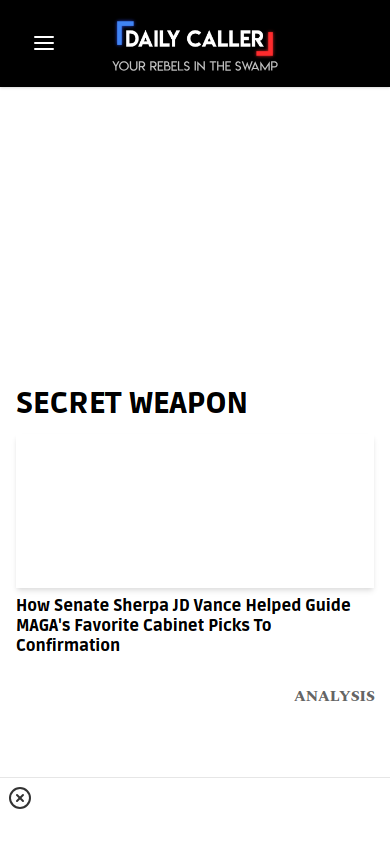 DAILY CALLER
YOUR REBELS IN THE SWAMP
SECRET WEAPON
How Senate Sherpa JD Vance Helped Guide
MAGA's Favorite Cabinet Picks To
Confirmation
ANALYSIS